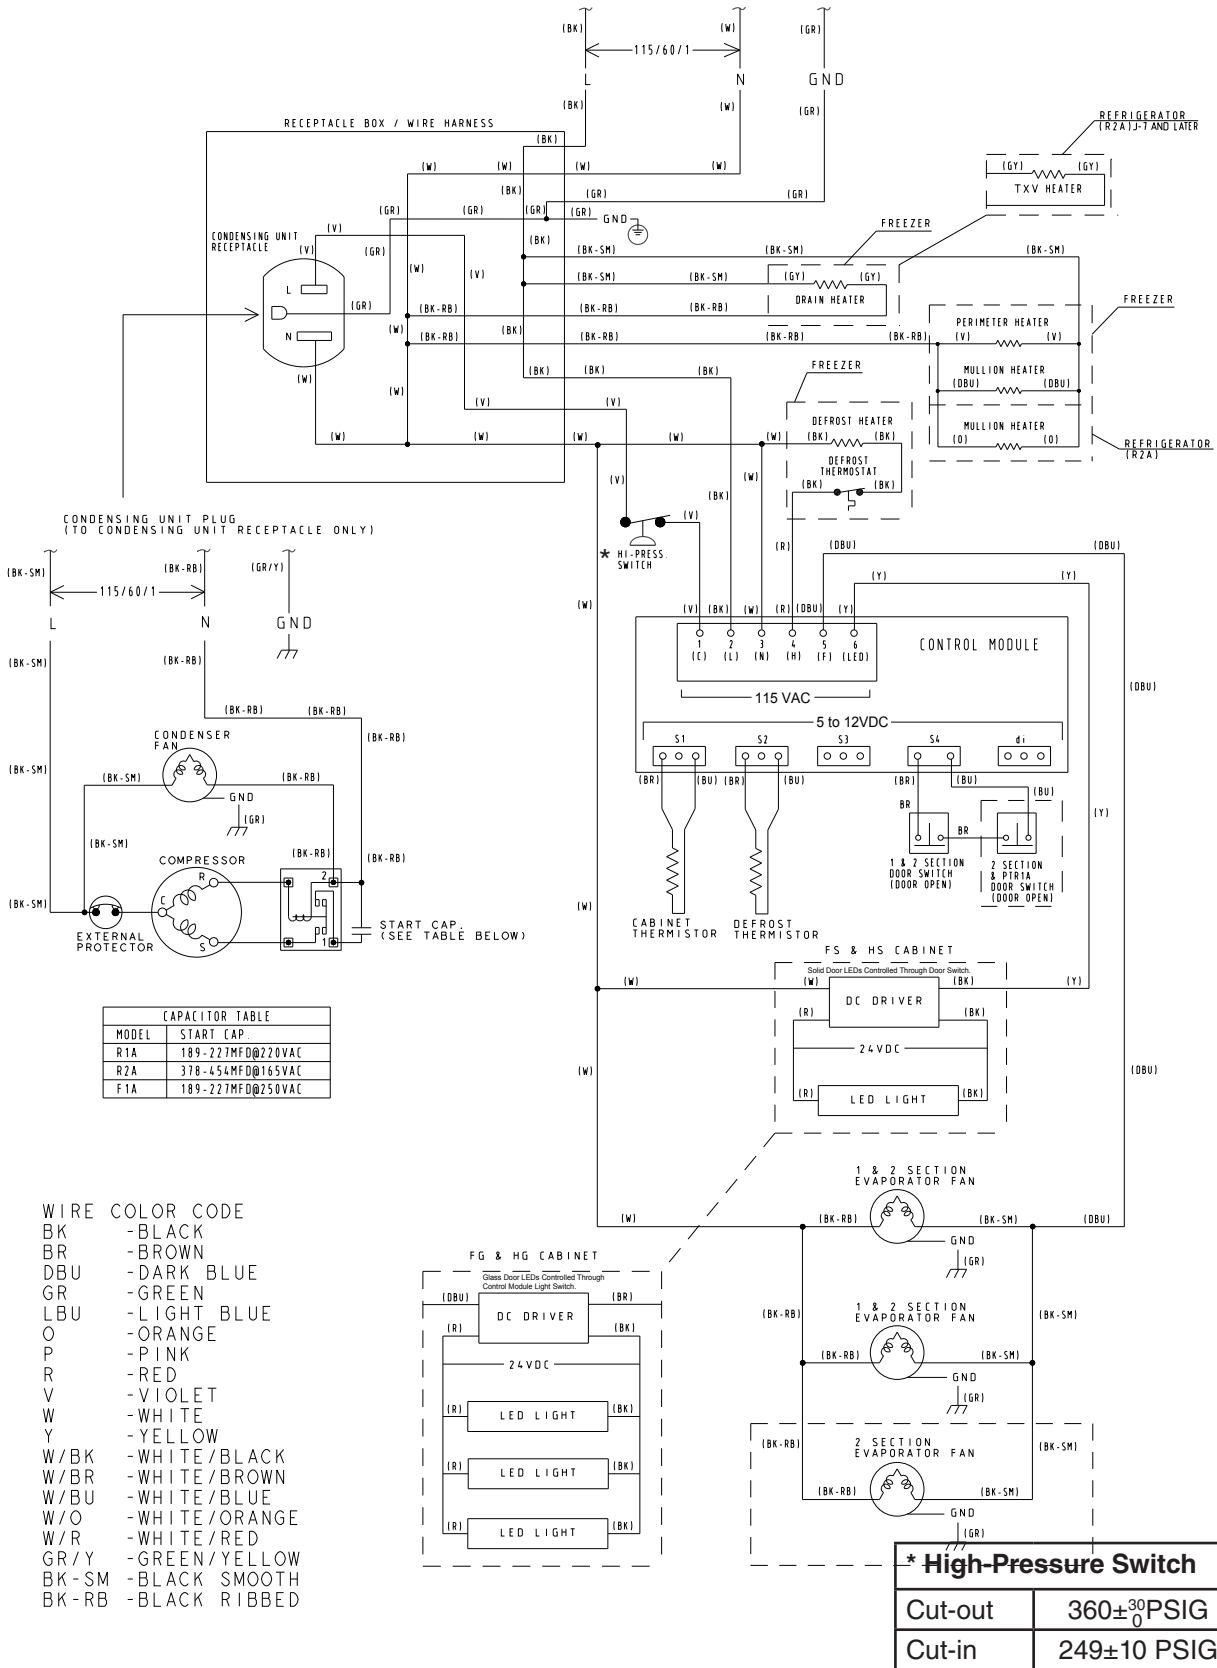 (BK)
(W)
(GR)
115/60/1
L
N
GND
(BK)
(W)
(GR)
REFRIGERATOR
(R2A)J-7 AND LATER
RECEPTACLE BOX / WIRE HARNESS
(BK)
(GY)
(GY)
TXV HEATER
(W)
(W)
(W)
(W)
(BK)
(GR)
(GR)
(GR)
(GR)
(GR)
(GR)
GND
FREEZER
CONDENSING UNIT
RECEPTACLE
(V)
(V)
(GR)
(BK)
(BK-SM)
(BK-SM)
(BK-SM)
(W)
(V)
(BK-SM)
(BK-SM)
(GY)
(GY)
DRAIN HEATER
L
(GR)
(BK-RB)
(BK-RB)
(BK-RB)
FREEZER
PERIMETER HEATER
N
(W)
(BK-RB)
(BK)
(BK-RB)
(BK-RB)
(BK-RB)
(V)
(V)
FREEZER
MULLION HEATER
(W)
(BK)
(BK)
(BK)
(DBU)
(DBU)
(W)
(V)
(V)
DEFROST HEATER
MULLION HEATER
(W)
(W)
(W)
(W)
(W)
(W)
(BK)
(BK)
(O)
(O)
REFRIGERATOR
(R2A)
DEFROST
THERMOSTAT
(V)
(W)
(BK)
(BK)
(BK)
CONDENSING UNIT PLUG
(TO CONDENSING UNIT RECEPTACLE ONLY)
(V)
* HI-PRESS.
SWITCH
(R)
(DBU)
(DBU)
(BK-SM)
(BK-RB)
(GR/Y)
115/60/1
(Y)
(Y)
(W)
L
N
GND
(V)
(BK)
(W)
(R)
(DBU)
(Y)
1
2
3
4
5
6
(C)
(L)
(N)
(H)
(F)
(LED)
CONTROL MODULE
(BK-SM)
(BK-RB)
115 VAC
(DBU)
(BK-RB)
(BK-RB)
5 to 12VDC
S1
S2
S3
S4
di
(BK-RB)
CONDENSER
FAN
(BK-SM)
(BK-SM)
(BK-RB)
GND
(GR)
(BR)
(BU)
(BR)
(BU)
(BR)
(BU)
(BU)
BR
BR
(Y)
(BK-SM)
(BK-RB)
(BK-RB)
COMPRESSOR
R
C
S
2
1
1 & 2 SECTION
DOOR SWITCH
(DOOR OPEN)
2 SECTION
& PTR1A
DOOR SWITCH
(DOOR OPEN)
(BK-SM)
(W)
EXTERNAL
PROTECTOR
START CAP.
(SEE TABLE BELOW)
CABINET
THERMISTOR
DEFROST
THERMISTOR
FS & HS CABINET
Solid Door LEDs Controlled Through Door Switch.
(W)
(W)
DC DRIVER
(BK)
(Y)
(R)
(BK)
24VDC
(R)
LED LIGHT
(BK)
(W)
(DBU)
CAPACITOR TABLE
MODEL START CAP.
R1A 189-227MFD@220VAC
R2A 378-454MFD@165VAC
F1A 189-227MFD@250VAC
1 & 2 SECTION
EVAPORATOR FAN
(W)
(BK-RB)
(BK-SM)
(DBU)
GND
(GR)
WIRE COLOR CODE
BK -BLACK
BR -BROWN
DBU -DARK BLUE
GR -GREEN
LBU -LIGHT BLUE
O -ORANGE
P -PINK
R -RED
V -VIOLET
W -WHITE
Y -YELLOW
W/BK -WHITE/BLACK
W/BR -WHITE/BROWN
W/BU -WHITE/BLUE
W/O -WHITE/ORANGE
W/R -WHITE/RED
GR/Y -GREEN/YELLOW
BK-SM -BLACK SMOOTH
BK-RB -BLACK RIBBED
FG & HG CABINET
Glass Door LEDs Controlled Through
Control Module Light Switch.
(DBU)
DC DRIVER
(BR)
(R)
(BK)
24VDC
(R)
LED LIGHT
(BK)
(R)
LED LIGHT
(BK)
(R)
LED LIGHT
(BK)
(BK-RB)
1 & 2 SECTION
EVAPORATOR FAN
(BK-SM)
(BK-RB)
(BK-SM)
GND
(GR)
(BK-RB)
2 SECTION
EVAPORATOR FAN
(BK-SM)
(BK-RB)
(BK-SM)
GND
(GR)
* High-Pressure Switch
Cut-out 360±30/0PSIG
Cut-in 249±10 PSIG